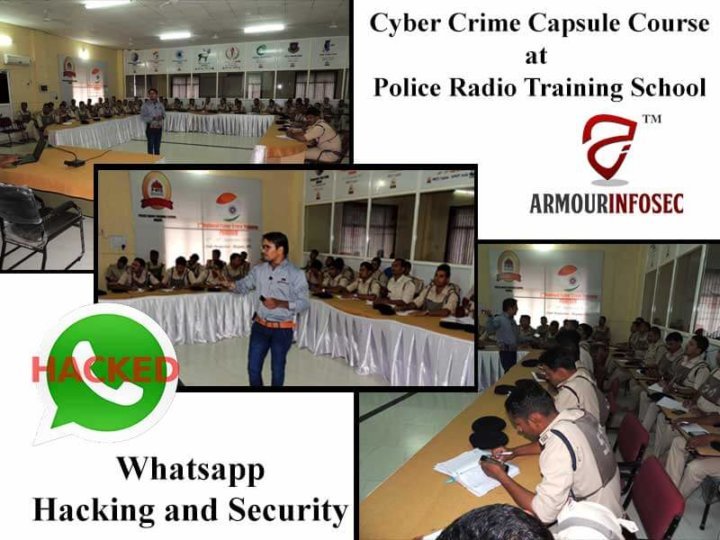 Cyber Crime Capsule Course
at
Police Radio Training School
TM
ARMOURINFOSEC
HACKED
Whatsapp
Hacking and Security